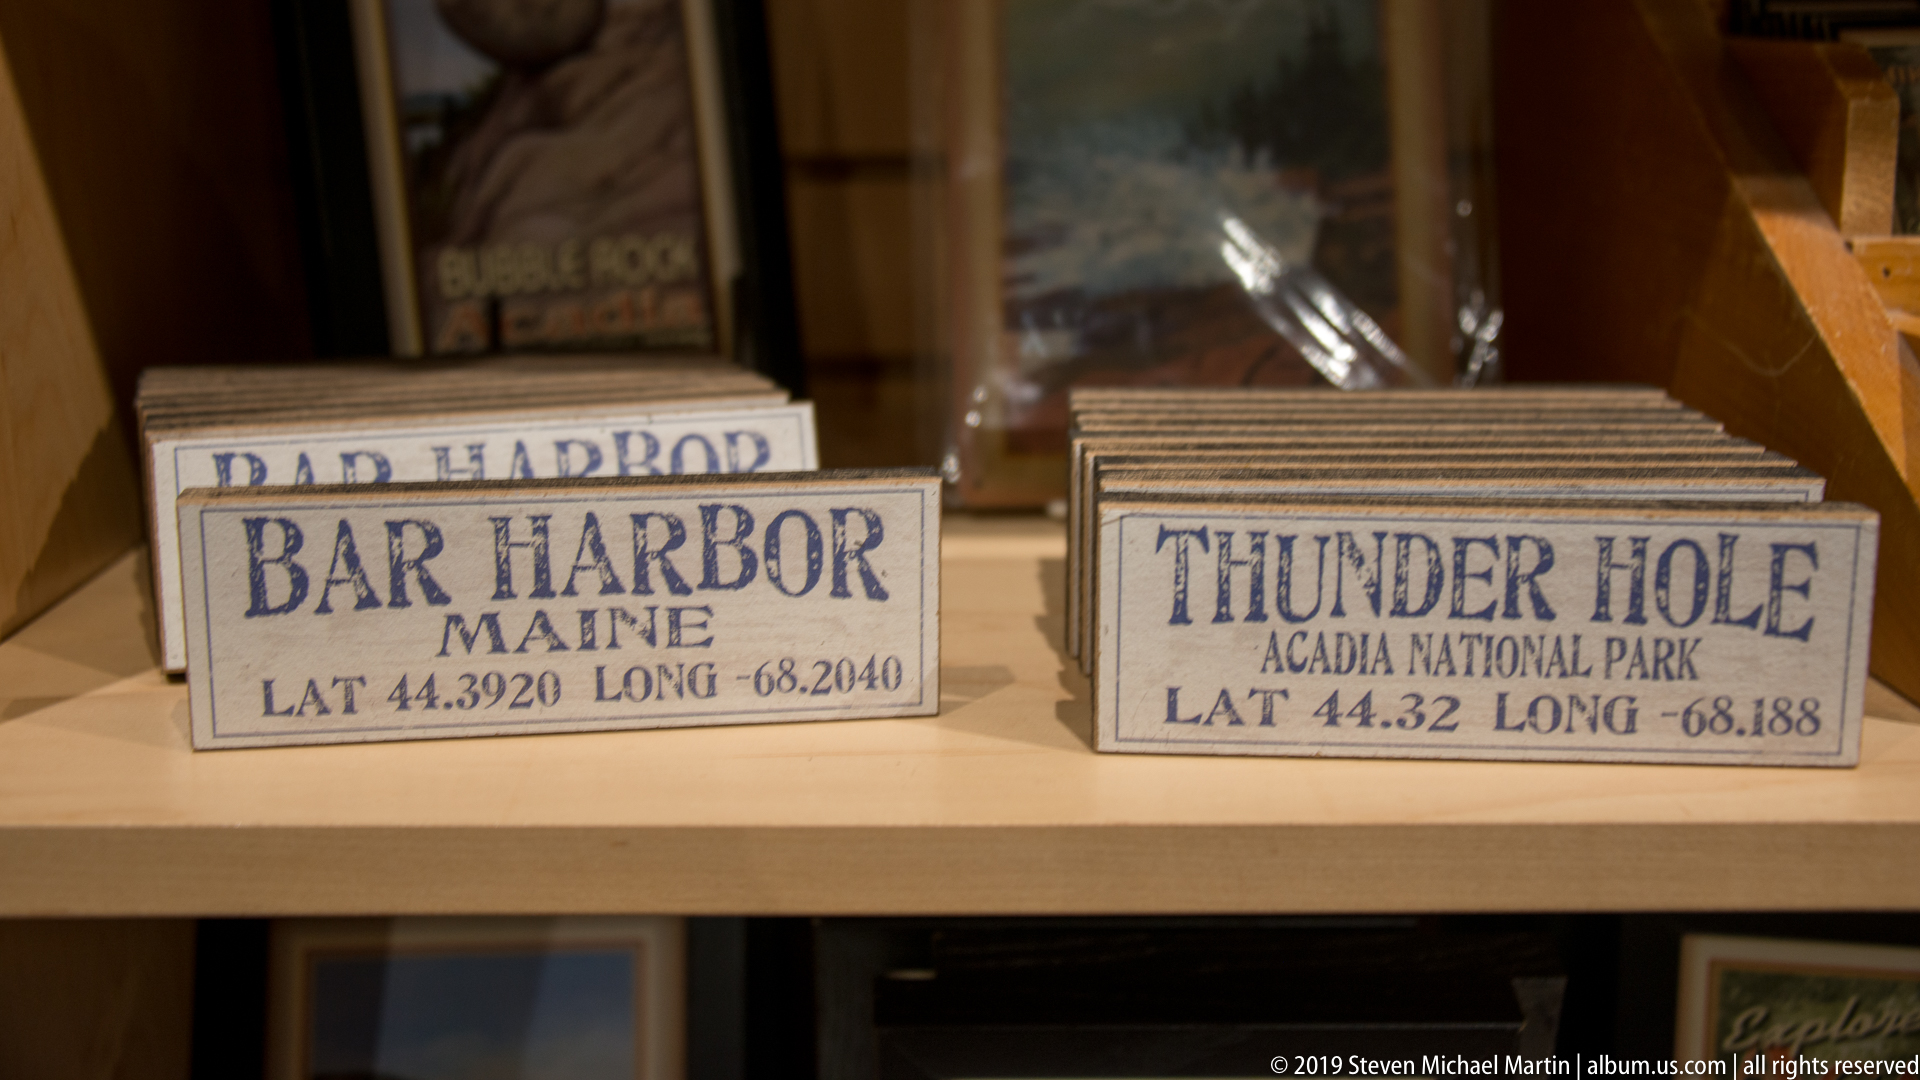 BUBBLE ROCK
Acadia
BAR HARBOR
BAR HARBOR
MAINE
LAT 44.3920 LONG -68.2040
THUNDER HOLE
ACADIA NATIONAL PARK
LAT 44.32 LONG -68.188
Explore
© 2019 Steven Michael Martin | album.us.com | all rights reserved